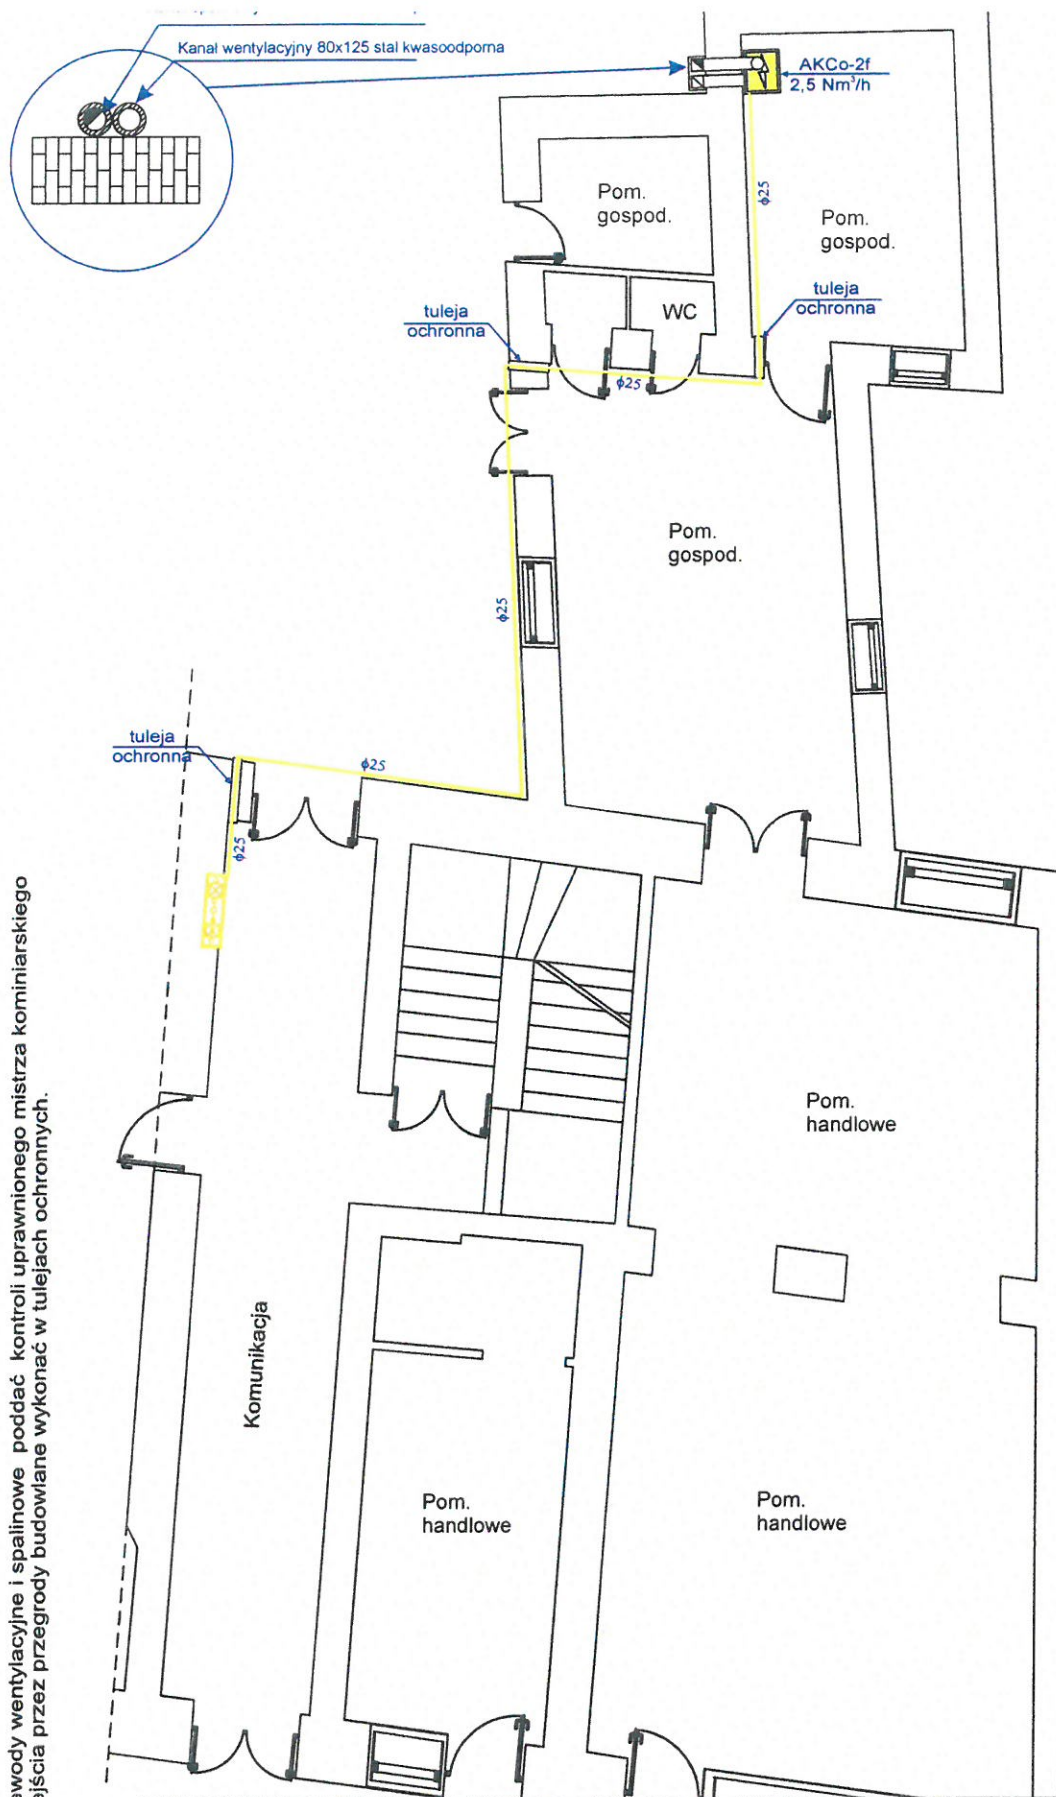 Kanał wentylacyjny 80x125 stal kwasoodporna
AKCo-2f
2,5 Nm³/h
Pom.
gospod.
ϕ25
Pom.
gospod.
tuleja
ochronna
WC
tuleja
ochronna
ϕ25
Pom.
gospod.
ϕ25
tuleja
ochronna
ϕ25
ϕ25
Pom.
handlowe
Komunikacja
Pom.
handlowe
Pom.
handlowe
wentylacyjne i spalinowe poddać kontroli uprawnionego mistrza kominiarskiego
przez przegrody budowlane wykonać w tulejach ochronnych.